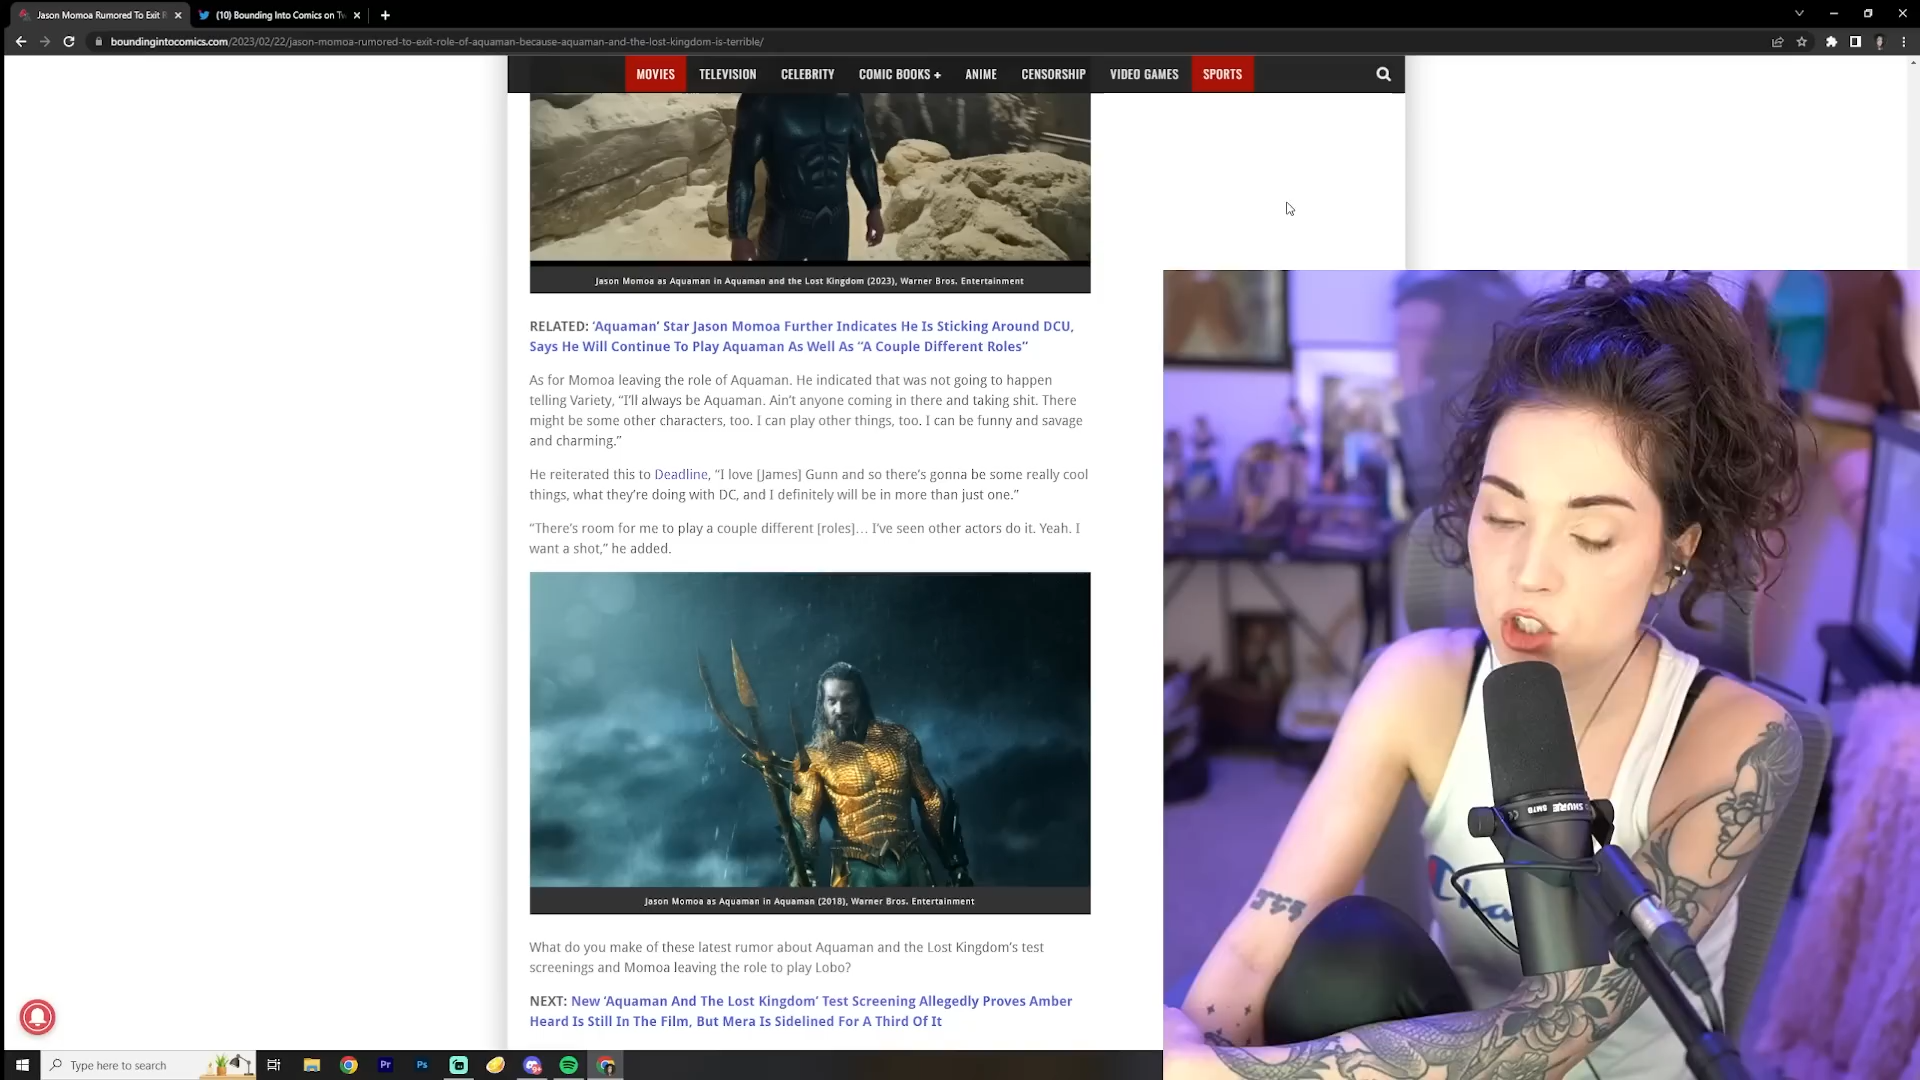 Jason Momoa Rumored To Exit R
(10) Bounding Into Comics on Tw
boundingintocomics.com/2023/02/22/jason-momoa-rumored-to-exit-role-of-aquaman-because-aquaman-and-the-lost-kingdom-is-terrible/
MOVIES TELEVISION CELEBRITY COMIC BOOKS + ANIME CENSORSHIP VIDEO GAMES SPORTS
Jason Momoa as Aquaman in Aquaman and the Lost Kingdom (2023), Warner Bros. Entertainment
RELATED: ‘Aquaman’ Star Jason Momoa Further Indicates He Is Sticking Around DCU,
Says He Will Continue To Play Aquaman As Well As “A Couple Different Roles”
As for Momoa leaving the role of Aquaman. He indicated that was not going to happen
telling Variety, “I’ll always be Aquaman. Ain’t anyone coming in there and taking shit. There
might be some other characters, too. I can play other things, too. I can be funny and savage
and charming.”
He reiterated this to Deadline, “I love [James] Gunn and so there’s gonna be some really cool
things, what they’re doing with DC, and I definitely will be in more than just one.”
“There’s room for me to play a couple different [roles]… I’ve seen other actors do it. Yeah. I
want a shot,” he added.
Jason Momoa as Aquaman in Aquaman (2018), Warner Bros. Entertainment
What do you make of these latest rumor about Aquaman and the Lost Kingdom’s test
screenings and Momoa leaving the role to play Lobo?
NEXT: New ‘Aquaman And The Lost Kingdom’ Test Screening Allegedly Proves Amber
Heard Is Still In The Film, But Mera Is Sidelined For A Third Of It
SHURE SM7B
Type here to search
Pr
Ps